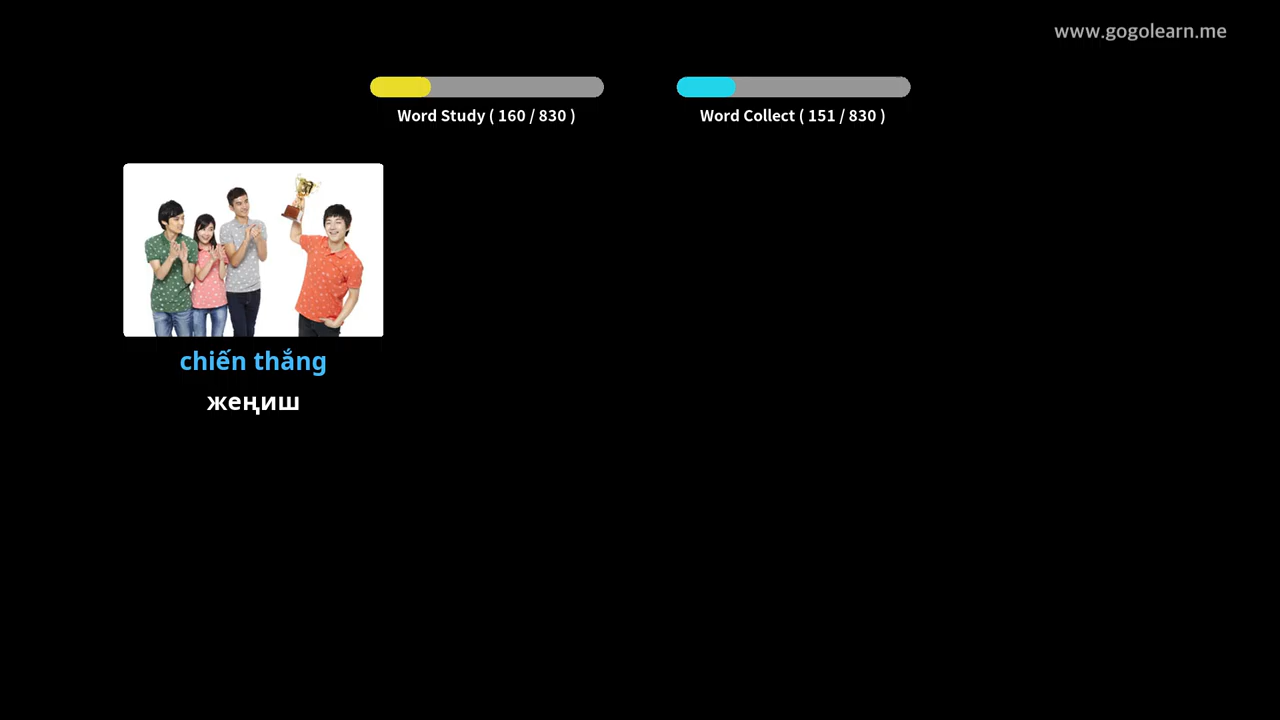 www.gogolearn.me
Word Study ( 160 / 830 )
Word Collect ( 151 / 830 )
chiến thắng
жеңиш